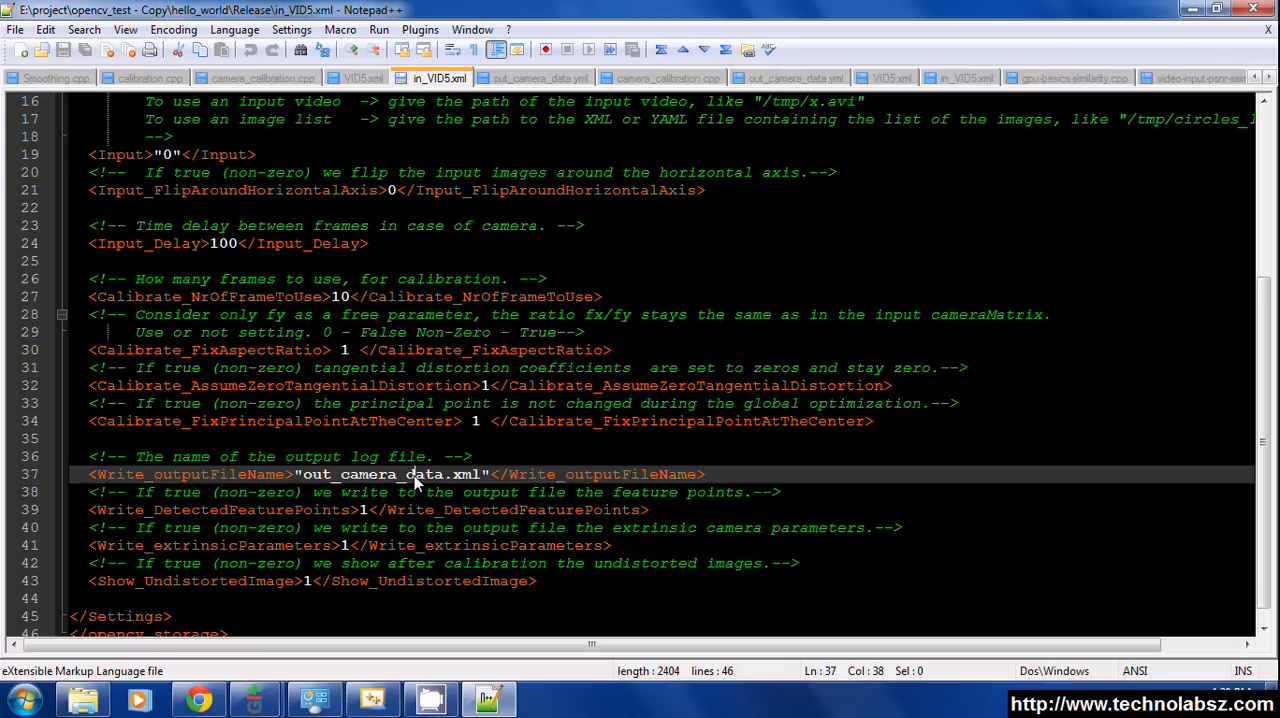 E:\project\opencv_test - Copy\hello_world\Release\in_VID5.xml - Notepad++
File Edit Search View Encoding Language Settings Macro Run Plugins Window ? X
Smoothing.cpp calibration.cpp camera_calibration.cpp VID5.xml in_VID5.xml out_camera_data.yml camera_calibration.cpp out_camera_data.yml VID5.xml in_VID5.xml gpu-basics-similarity.cpp video-input-psnr-ssim
16 To use an input video -> give the path of the input video, like "/tmp/x.avi"
17 To use an image list -> give the path to the XML or YAML file containing the list of the images, like "/tmp/circles_l
18 -->
19 <Input>"0"</Input>
20 <!-- If true (non-zero) we flip the input images around the horizontal axis.-->
21 <Input_FlipAroundHorizontalAxis>0</Input_FlipAroundHorizontalAxis>
22
23 <!-- Time delay between frames in case of camera. -->
24 <Input_Delay>100</Input_Delay>
25
26 <!-- How many frames to use, for calibration. -->
27 <Calibrate_NrOfFrameToUse>10</Calibrate_NrOfFrameToUse>
28 <!-- Consider only fy as a free parameter, the ratio fx/fy stays the same as in the input cameraMatrix.
29 Use or not setting. 0 - False Non-Zero - True-->
30 <Calibrate_FixAspectRatio> 1 </Calibrate_FixAspectRatio>
31 <!-- If true (non-zero) tangential distortion coefficients  are set to zeros and stay zero.-->
32 <Calibrate_AssumeZeroTangentialDistortion>1</Calibrate_AssumeZeroTangentialDistortion>
33 <!-- If true (non-zero) the principal point is not changed during the global optimization.-->
34 <Calibrate_FixPrincipalPointAtTheCenter> 1 </Calibrate_FixPrincipalPointAtTheCenter>
35
36 <!-- The name of the output log file. -->
37 <Write_outputFileName>"out_camera_data.xml"</Write_outputFileName>
38 <!-- If true (non-zero) we write to the output file the feature points.-->
39 <Write_DetectedFeaturePoints>1</Write_DetectedFeaturePoints>
40 <!-- If true (non-zero) we write to the output file the extrinsic camera parameters.-->
41 <Write_extrinsicParameters>1</Write_extrinsicParameters>
42 <!-- If true (non-zero) we show after calibration the undistorted images.-->
43 <Show_UndistortedImage>1</Show_UndistortedImage>
44
45 </Settings>
46 </opencv_storage>
eXtensible Markup Language file length : 2404 lines : 46 Ln : 37 Col : 38 Sel : 0 Dos\Windows ANSI INS
http://www.technolabsz.com